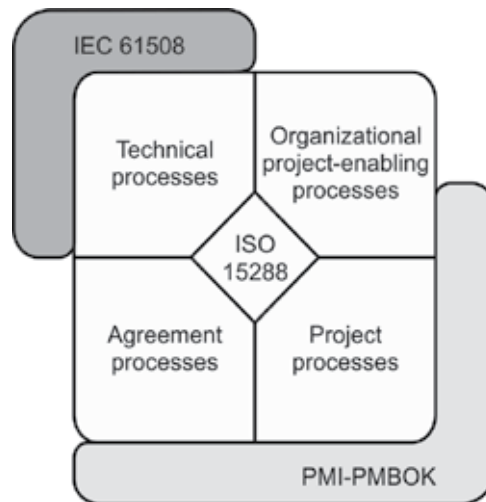 IEC 61508
Technical
processes
Organizational
project-enabling
processes
ISO
15288
Agreement
processes
Project
processes
PMI-PMBOK